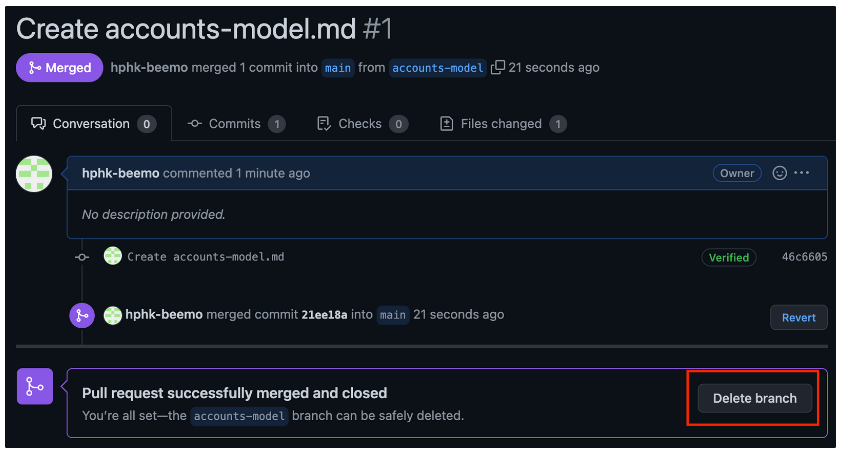 Create accounts-model.md #1
Merged hphk-beemo merged 1 commit into main from accounts-model 21 seconds ago
Conversation 0 Commits 1 Checks 0 Files changed 1
hphk-beemo commented 1 minute ago Owner
No description provided.
Create accounts-model.md Verified 46c6605
hphk-beemo merged commit 21ee18a into main 21 seconds ago Revert
Pull request successfully merged and closed
You're all set—the accounts-model branch can be safely deleted.
Delete branch